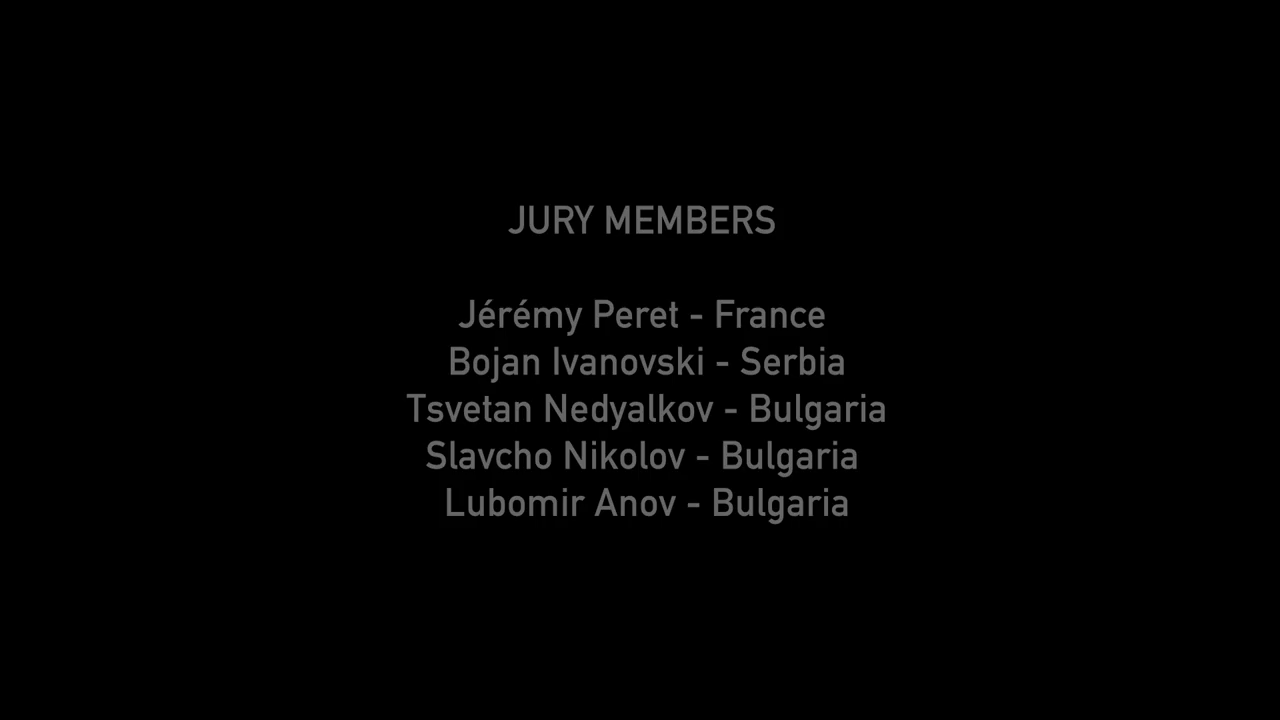 JURY MEMBERS
Jérémy Peret - France
Bojan Ivanovski - Serbia
Tsvetan Nedyalkov - Bulgaria
Slavcho Nikolov - Bulgaria
Lubomir Anov - Bulgaria